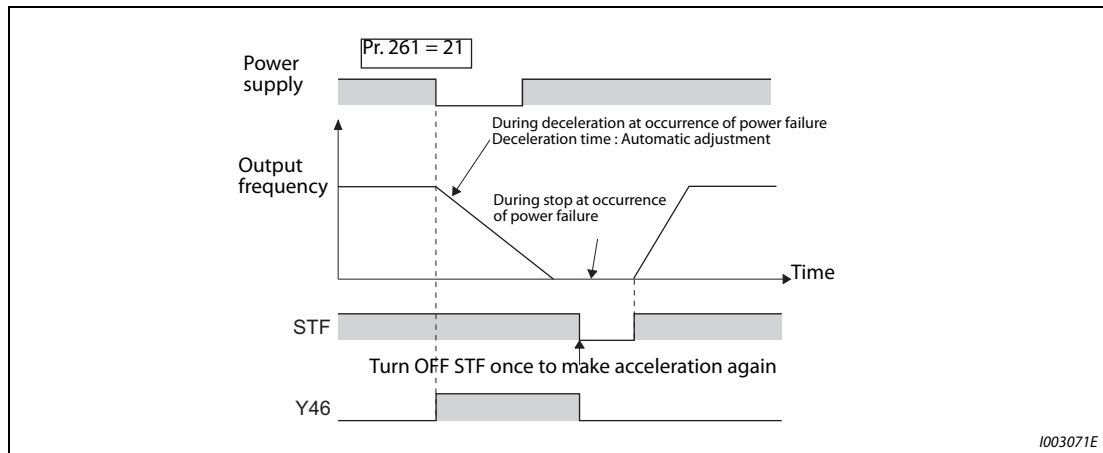 Pr. 261 = 21
Power
supply
During deceleration at occurrence of power failure
Deceleration time : Automatic adjustment
Output
frequency
During stop at occurrence
of power failure
Time
STF
Turn OFF STF once to make acceleration again
Y46
I003071E